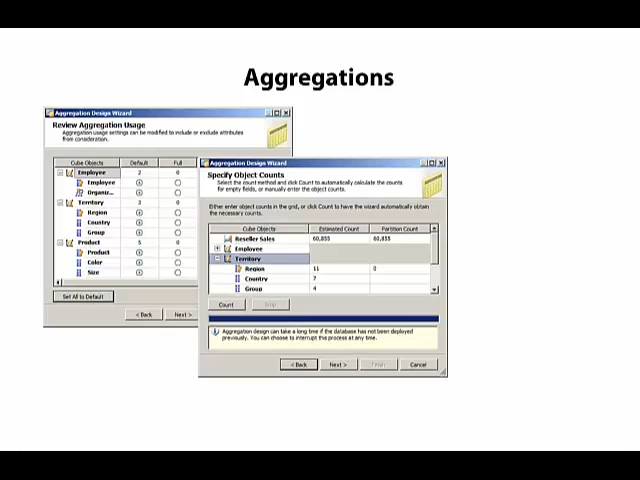 Aggregations
Aggregation Design Wizard
Review Aggregation Usage
Aggregation usage settings can be modified to include or exclude attributes
from consideration.
Cube Objects Default Full
Employee 2 0
Employee
Organiz...
Territory 3 0
Region
Country
Group
Product 5 0
Product
Color
Size
Set All to Default
< Back Next >
Aggregation Design Wizard
Specify Object Counts
Select the count method and click Count to automatically calculate the counts
for empty fields, or manually enter the object counts.
Either enter object counts in the grid, or click Count to have the wizard automatically obtain
the necessary counts.
Cube Objects Estimated Count Partition Count
Reseller Sales 60,855 60,855
Employee
Territory
Region 11 0
Country 7
Group 4
Count Stop
Aggregation design can take a long time if the database has not been deployed
previously. You can choose to interrupt this process at any time.
< Back Next > Finish Cancel